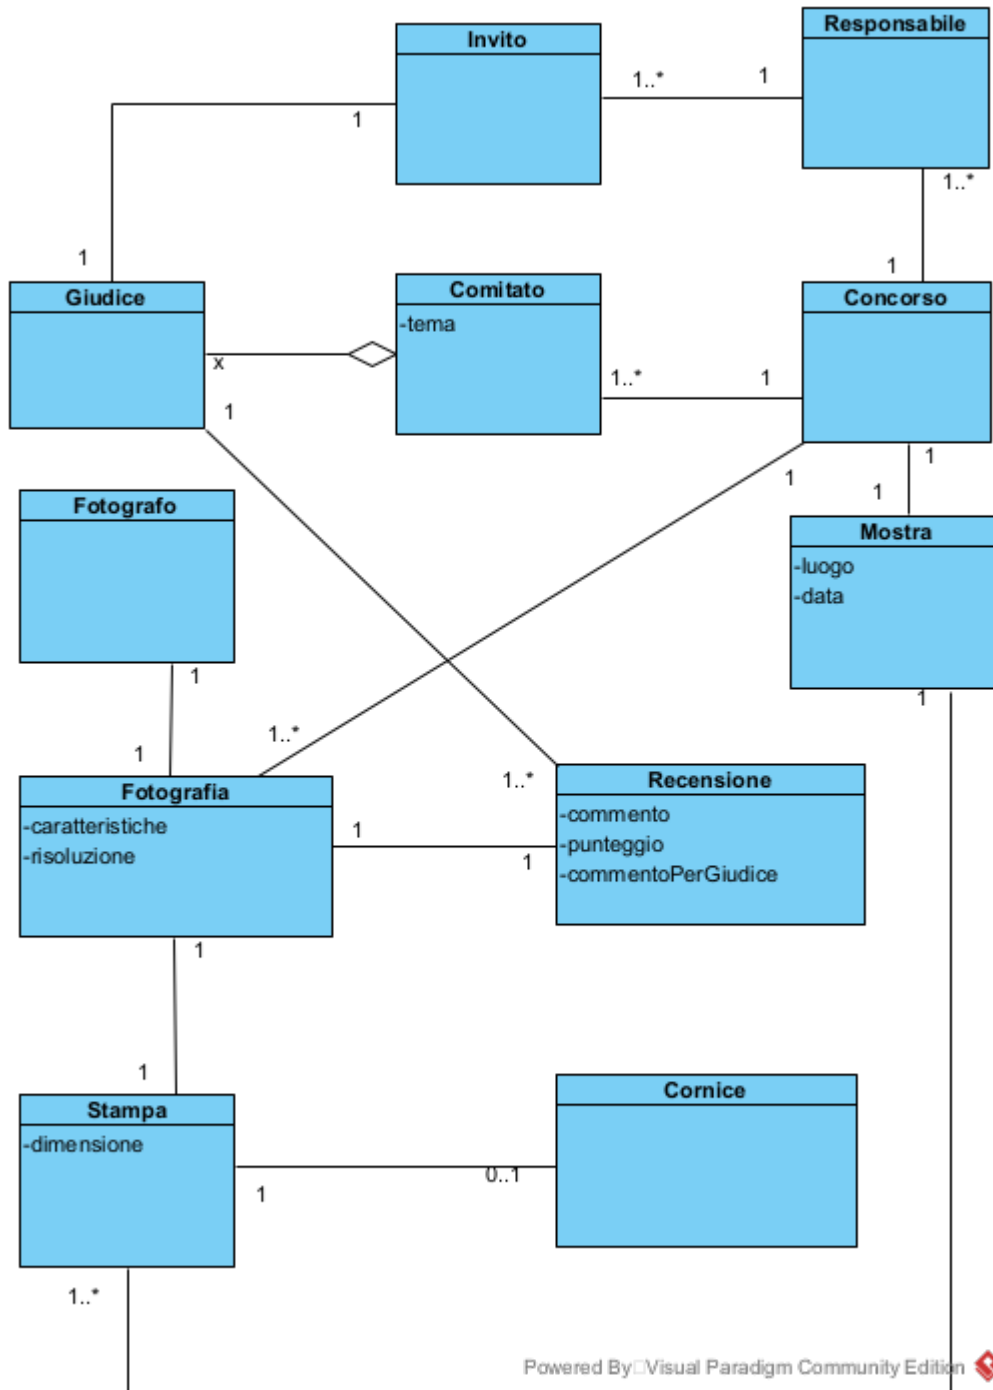 Invito
Responsabile
1..*
1
1
1..*
1
1
Giudice
Comitato
-tema
Concorso
x
1..*
1
1
1
1
1
Fotografo
Mostra
-luogo
-data
1
1
1..*
1
Fotografia
-caratteristiche
-risoluzione
1..*
Recensione
-commento
-punteggio
-commentoPerGiudice
1
1
1
1
Stampa
-dimensione
Cornice
0..1
1
1..*
Powered By Visual Paradigm Community Edition